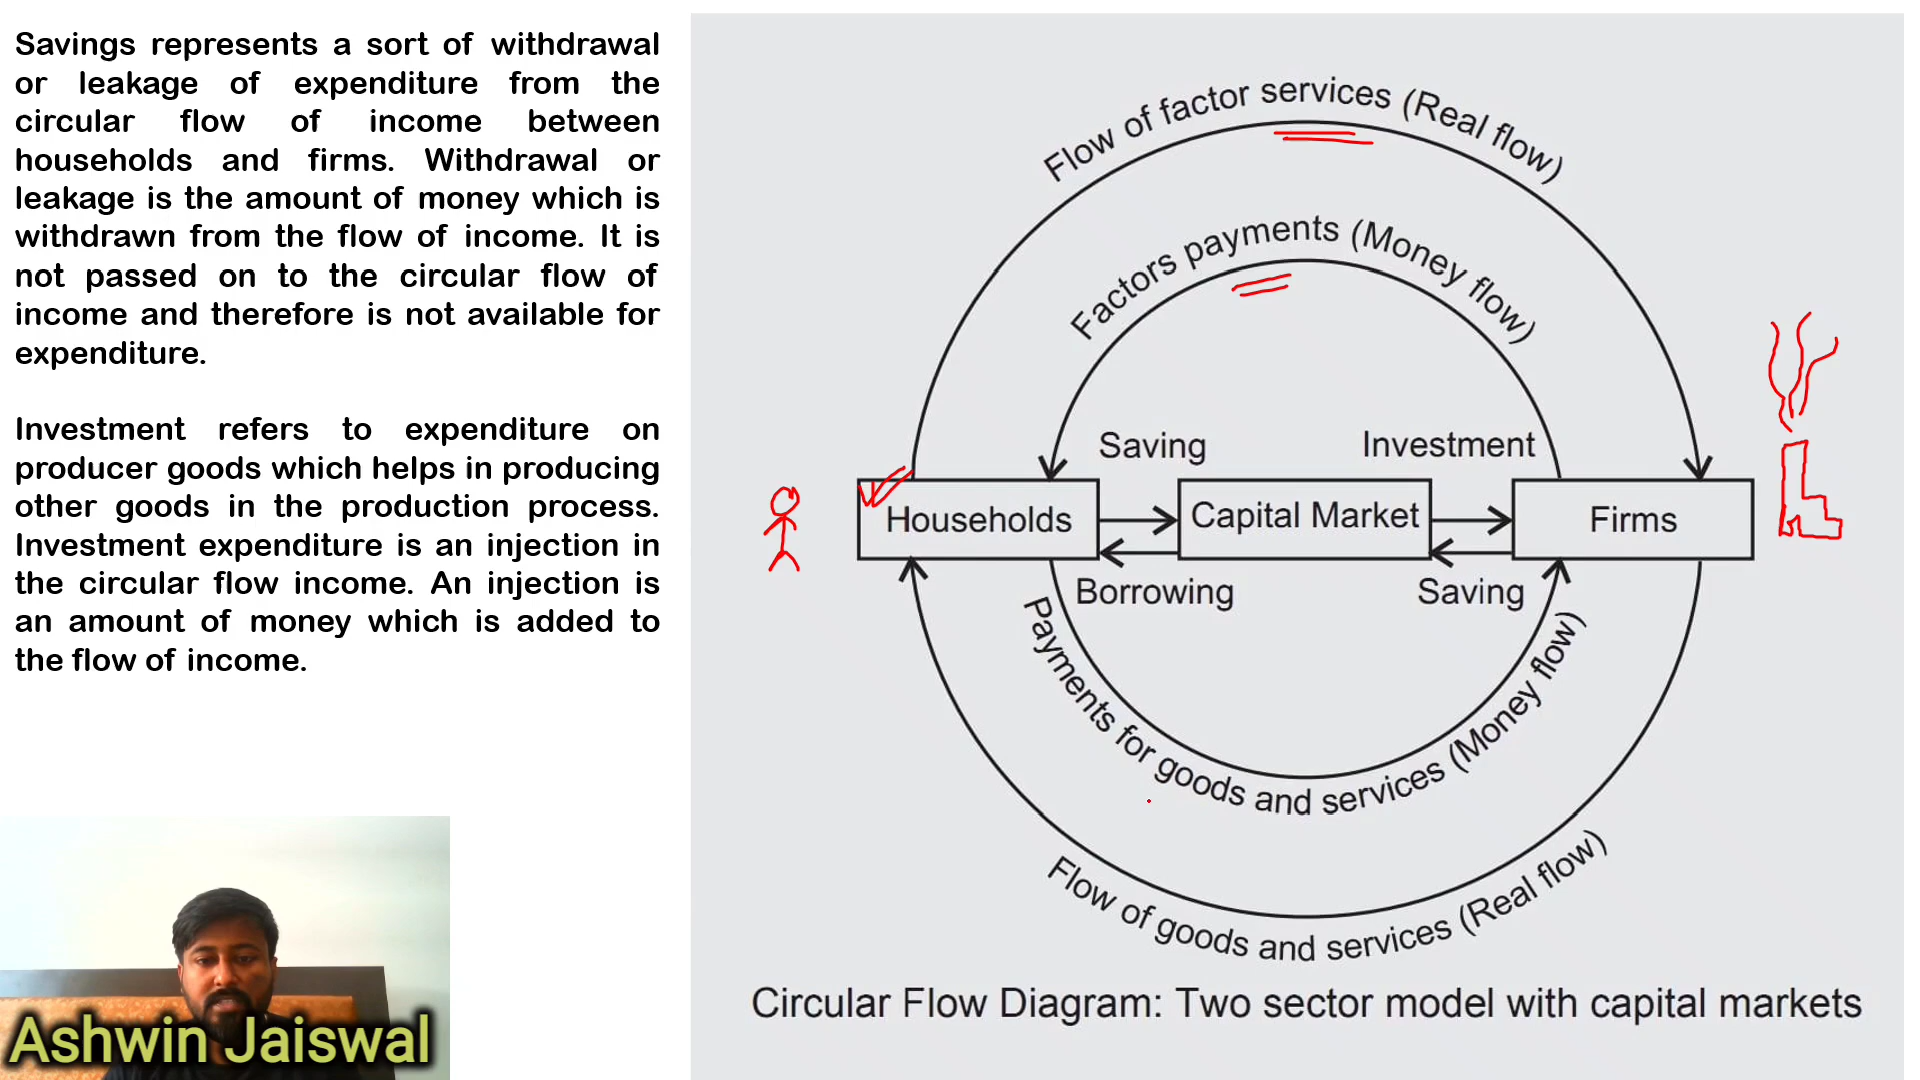 Savings represents a sort of withdrawal
or leakage of expenditure from the
circular flow of income between
households and firms. Withdrawal or
leakage is the amount of money which is
withdrawn from the flow of income. It is
not passed on to the circular flow of
income and therefore is not available for
expenditure.
Investment refers to expenditure on
producer goods which helps in producing
other goods in the production process.
Investment expenditure is an injection in
the circular flow income. An injection is
an amount of money which is added to
the flow of income.
Flow of factor services (Real flow)
Factors payments (Money flow)
Saving
Investment
Households
Capital Market
Firms
Borrowing
Saving
Payments for goods and services (Money flow)
Flow of goods and services (Real flow)
Circular Flow Diagram: Two sector model with capital markets
Ashwin Jaiswal